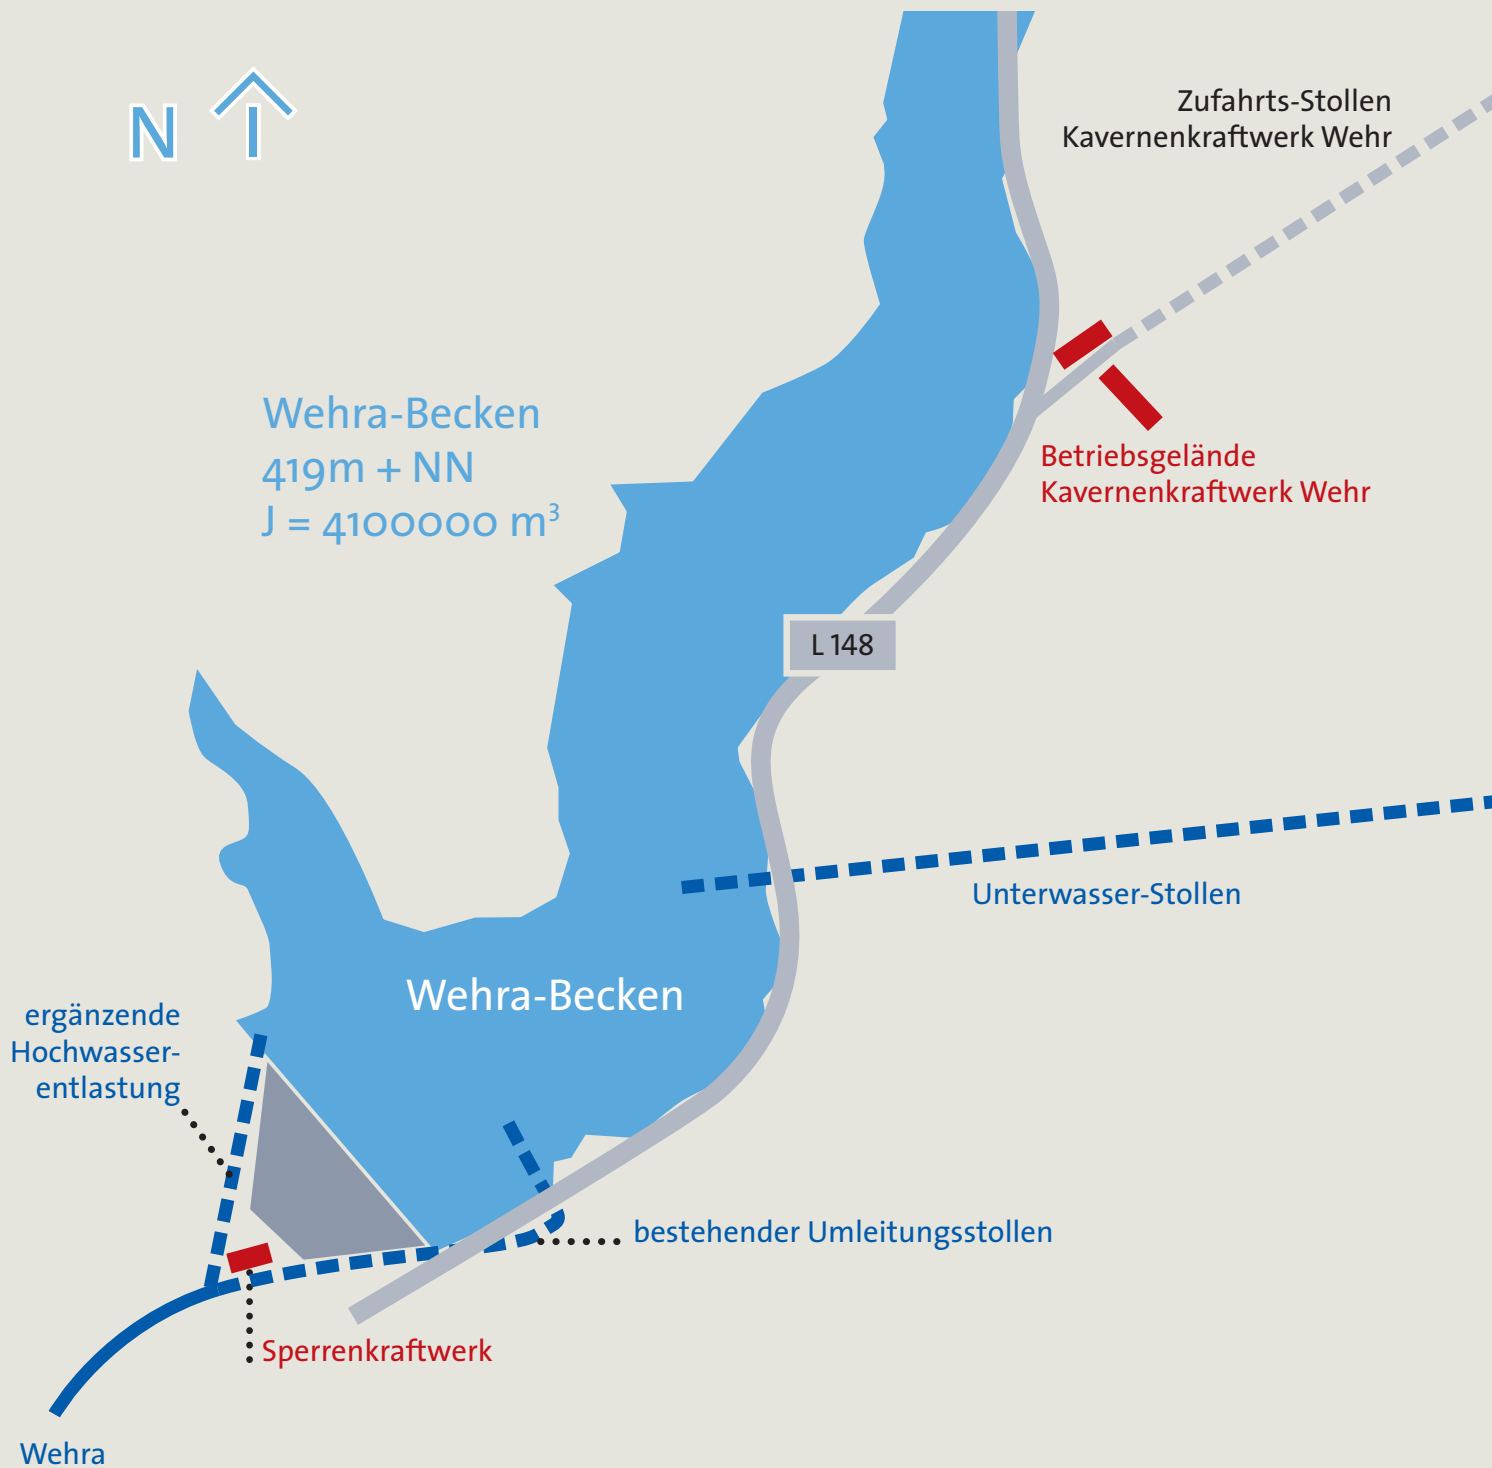 N
Zufahrts-Stollen
Kavernenkraftwerk Wehr
Wehra-Becken
419m + NN
J = 4100000 m³
Betriebsgelände
Kavernenkraftwerk Wehr
L 148
Unterwasser-Stollen
Wehra-Becken
ergänzende
Hochwasser-
entlastung
bestehender Umleitungsstollen
Sperrenkraftwerk
Wehra